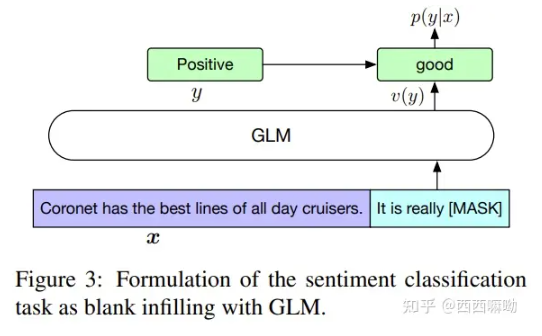 p(y|x)
Positive
good
y
v(y)
GLM
Coronet has the best lines of all day cruisers.
It is really [MASK]
x
Figure 3: Formulation of the sentiment classification
task as blank infilling with GLM.
知乎 @西西嘛呦